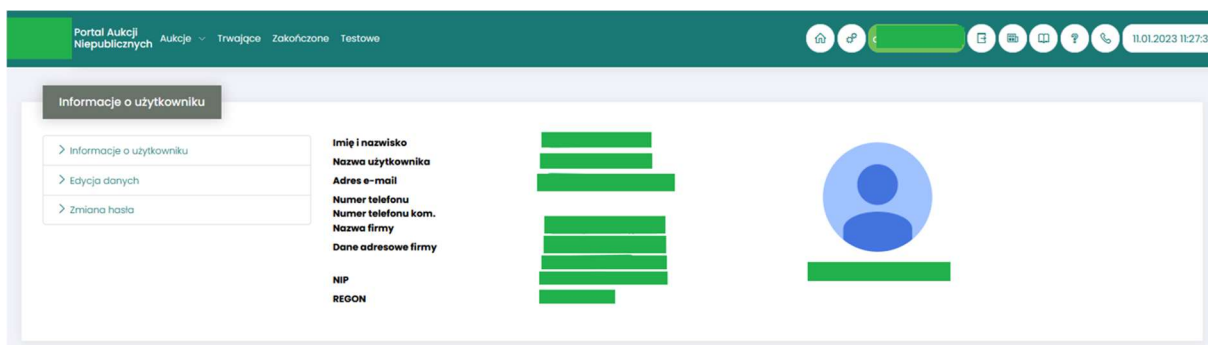 Portal Aukcji
Niepublicznych
Aukcje Trwające Zakończone Testowe
11.01.2023 11:27:3
Informacje o użytkowniku
Informacje o użytkowniku
Edycja danych
Zmiana hasła
Imię i nazwisko
Nazwa użytkownika
Adres e-mail
Numer telefonu
Numer telefonu kom.
Nazwa firmy
Dane adresowe firmy
NIP
REGON